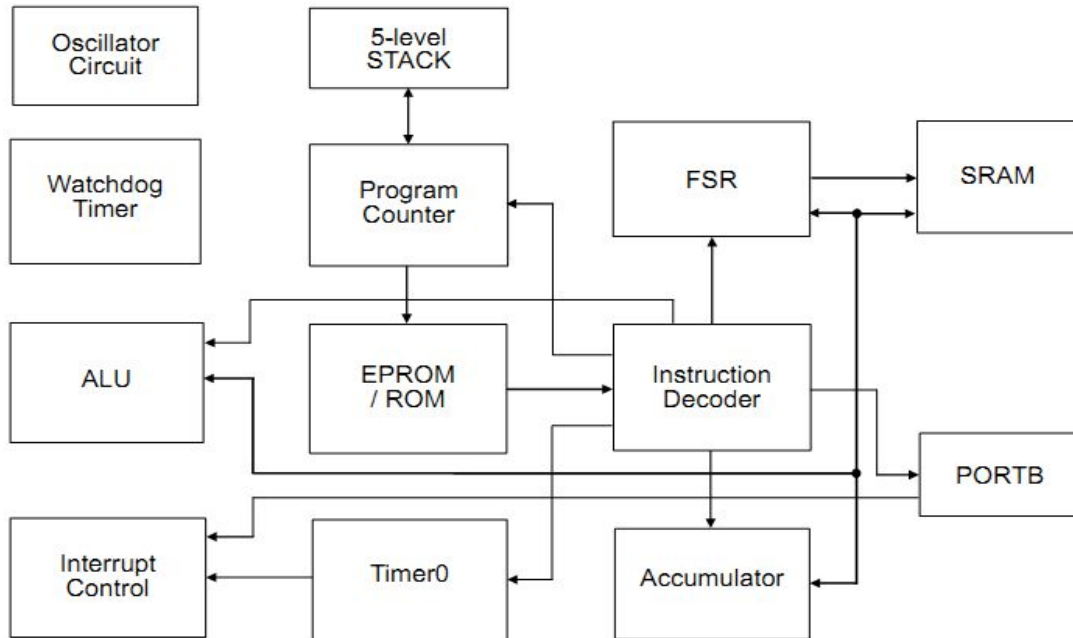 Oscillator
Circuit
5-level
STACK
Watchdog
Timer
Program
Counter
FSR
SRAM
ALU
EPROM
/ ROM
Instruction
Decoder
PORTB
Interrupt
Control
Timer0
Accumulator